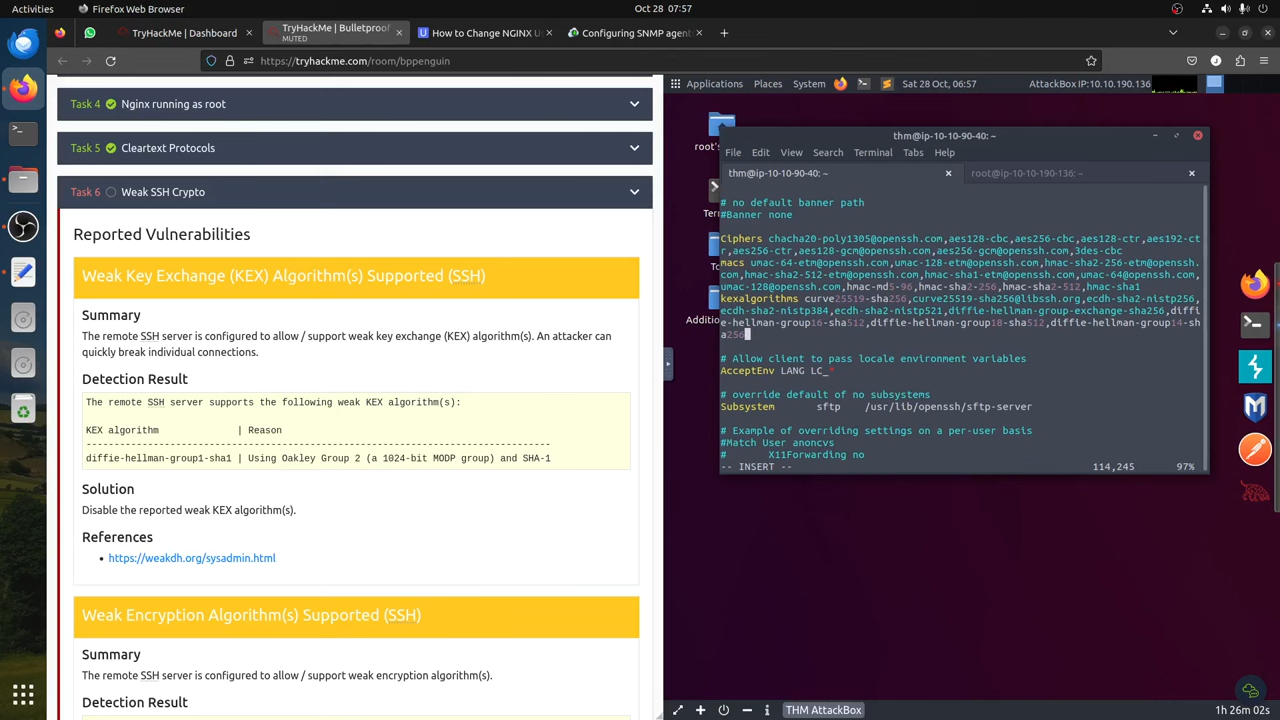 Activities
Firefox Web Browser
Oct 28 07:57
TryHackMe | Dashboard
TryHackMe | Bulletproof
MUTED
How to Change NGINX U
Configuring SNMP agent
https://tryhackme.com/room/bppenguin
Task 4 Nginx running as root
Task 5 Cleartext Protocols
Task 6 Weak SSH Crypto
Reported Vulnerabilities
Weak Key Exchange (KEX) Algorithm(s) Supported (SSH)
Summary
The remote SSH server is configured to allow / support weak key exchange (KEX) algorithm(s). An attacker can
quickly break individual connections.
Detection Result
The remote SSH server supports the following weak KEX algorithm(s):
KEX algorithm | Reason
-------------------------------------------------------------------
diffie-hellman-group1-sha1 | Using Oakley Group 2 (a 1024-bit MODP group) and SHA-1
Solution
Disable the reported weak KEX algorithm(s).
References
https://weakdh.org/sysadmin.html
Weak Encryption Algorithm(s) Supported (SSH)
Summary
The remote SSH server is configured to allow / support weak encryption algorithm(s).
Detection Result
Applications Places System
Sat 28 Oct, 06:57
AttackBox IP:10.10.190.136
root's
Additio
thm@ip-10-10-90-40: ~
File Edit View Search Terminal Tabs Help
thm@ip-10-10-90-40: ~
root@ip-10-10-190-136: ~
# no default banner path
#Banner none
Ciphers chacha20-poly1305@openssh.com,aes128-cbc,aes256-cbc,aes128-ctr,aes192-ct
r,aes256-ctr,aes128-gcm@openssh.com,aes256-gcm@openssh.com,3des-cbc
macs umac-64-etm@openssh.com,umac-128-etm@openssh.com,hmac-sha2-256-etm@openssh.
com,hmac-sha2-512-etm@openssh.com,hmac-sha1-etm@openssh.com,umac-64@openssh.com,
umac-128@openssh.com,hmac-md5-96,hmac-sha2-256,hmac-sha2-512,hmac-sha1
kexalgorithms curve25519-sha256,curve25519-sha256@libssh.org,ecdh-sha2-nistp256,
ecdh-sha2-nistp384,ecdh-sha2-nistp521,diffie-hellman-group-exchange-sha256,diffi
e-hellman-group16-sha512,diffie-hellman-group18-sha512,diffie-hellman-group14-sh
a256
# Allow client to pass locale environment variables
AcceptEnv LANG LC_*
# override default of no subsystems
Subsystem sftp /usr/lib/openssh/sftp-server
# Example of overriding settings on a per-user basis
#Match User anoncvs
# X11Forwarding no
-- INSERT -- 114,245 97%
THM AttackBox
1h 26m 02s